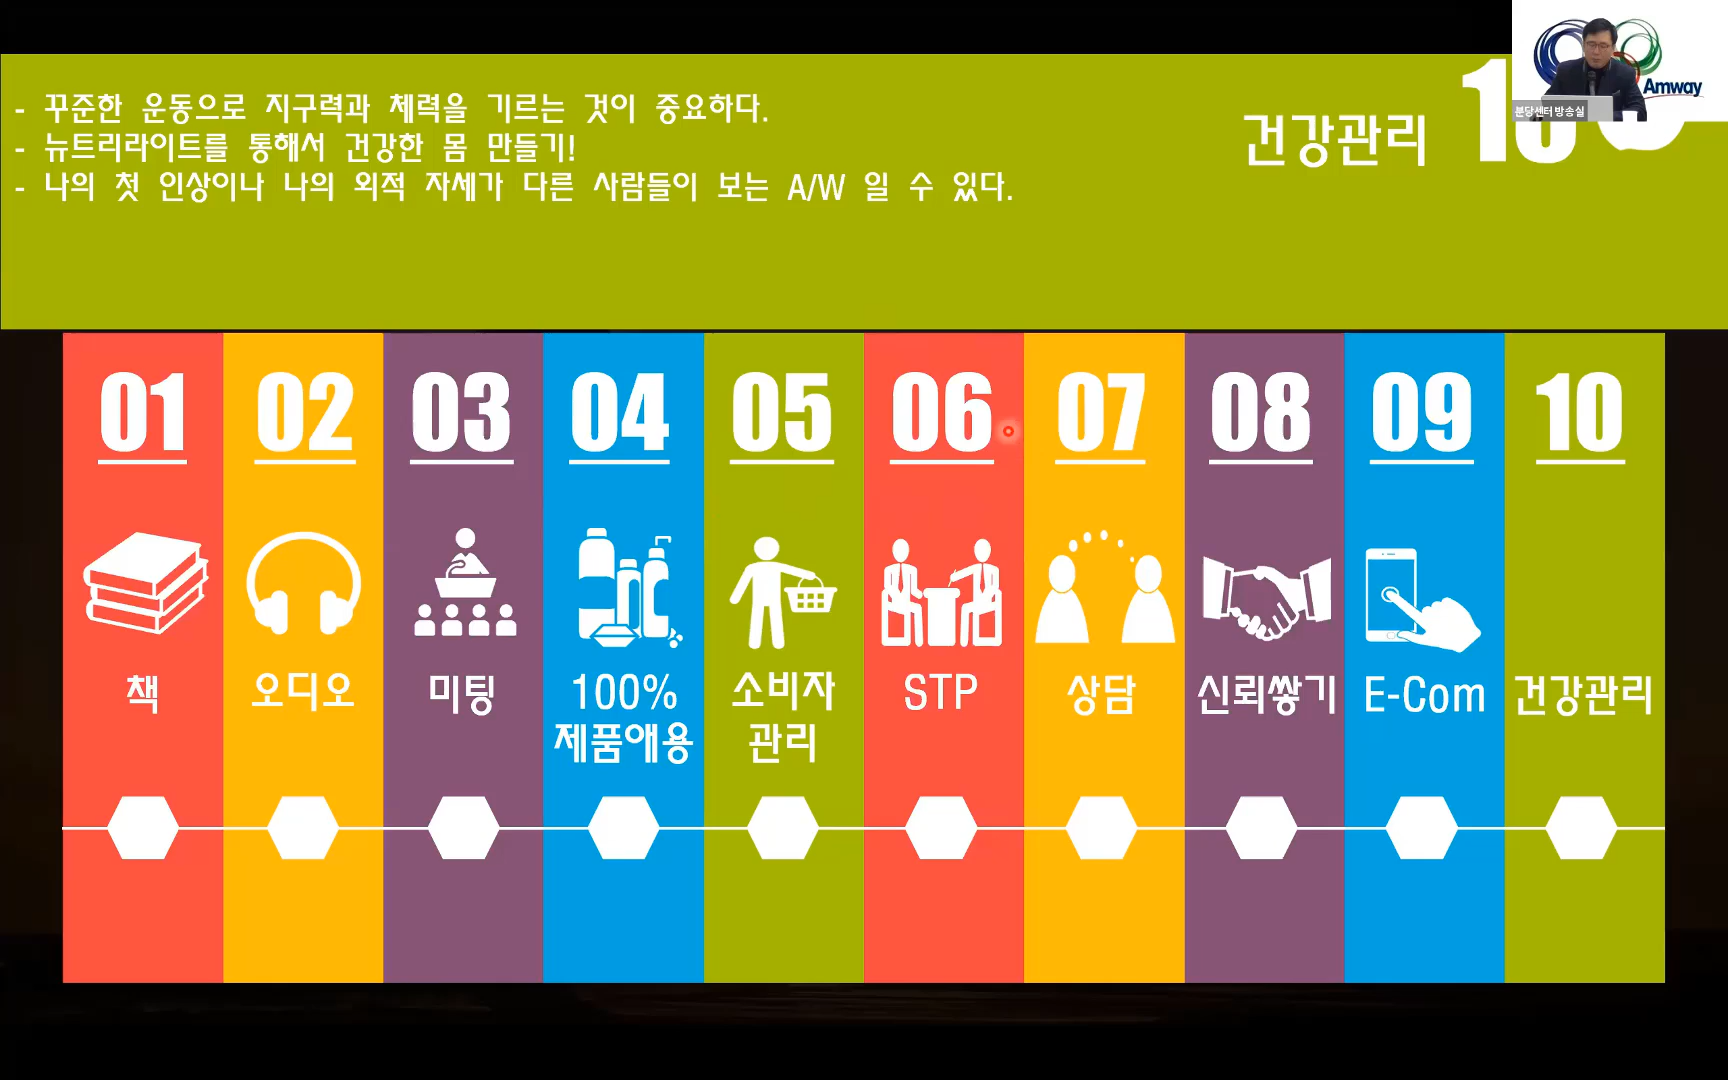 - 꾸준한 운동으로 지구력과 체력을 기르는 것이 중요하다.
- 뉴트리라이트를 통해서 건강한 몸 만들기!
- 나의 첫 인상이나 나의 외적 자세가 다른 사람들이 보는 A/W 일 수 있다.
건강관리
Amway
분당센터 방송실
01
02
03
04
05
06
07
08
09
10
책
오디오
미팅
100%
제품애용
소비자
관리
STP
상담
신뢰쌓기
E-Com
건강관리